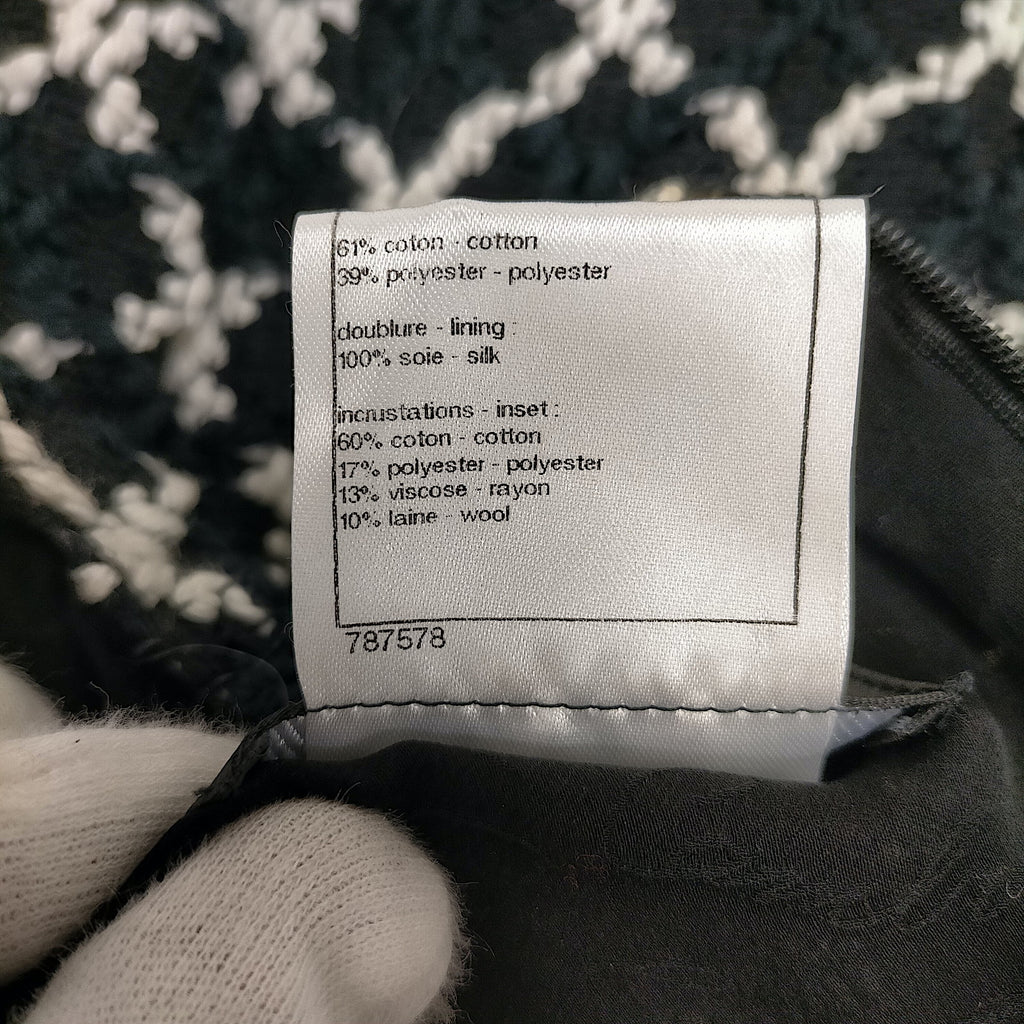 61% coton - cotton
39% polyester - polyester
doublure - lining :
100% soie - silk
incrustations - inset :
60% coton - cotton
17% polyester - polyester
13% viscose - rayon
10% laine - wool
787578